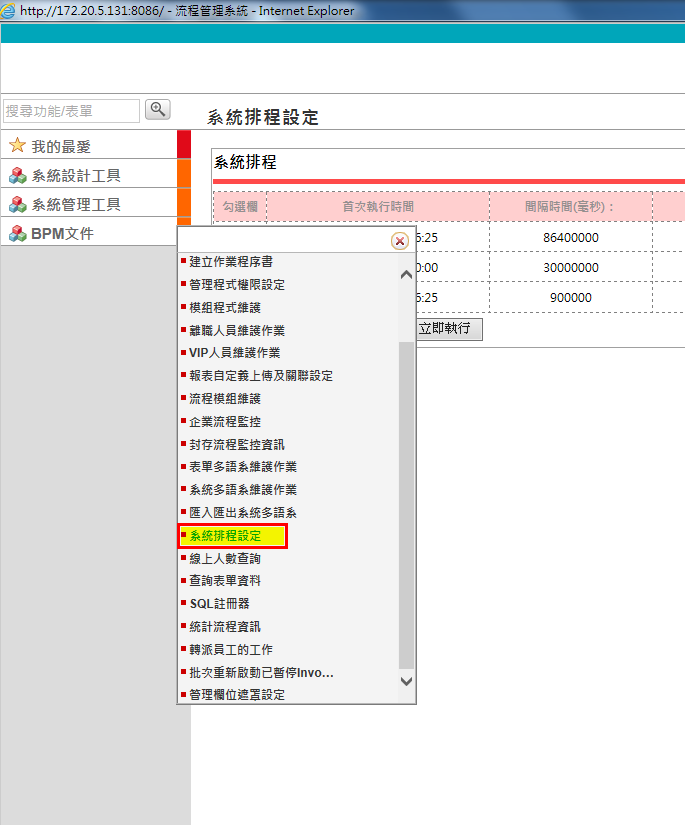 http://172.20.5.131:8086/ - 流程管理系統 - Internet Explorer
搜尋功能/表單
系統排程設定
我的最愛
系統設計工具
系統管理工具
BPM文件
系統排程
勾選欄 首次執行時間 間隔時間(毫秒)：
5:25 86400000
0:00 30000000
5:25 900000
立即執行
建立作業程序書
管理程式權限設定
模組程式維護
離職人員維護作業
VIP人員維護作業
報表自定義上傳及關聯設定
流程模組維護
企業流程監控
封存流程監控資訊
表單多語系維護作業
系統多語系維護作業
匯入匯出系統多語系
系統排程設定
線上人數查詢
查詢表單資料
SQL註冊器
統計流程資訊
轉派員工的工作
批次重新啟動已暫停Invo...
管理欄位遮罩設定